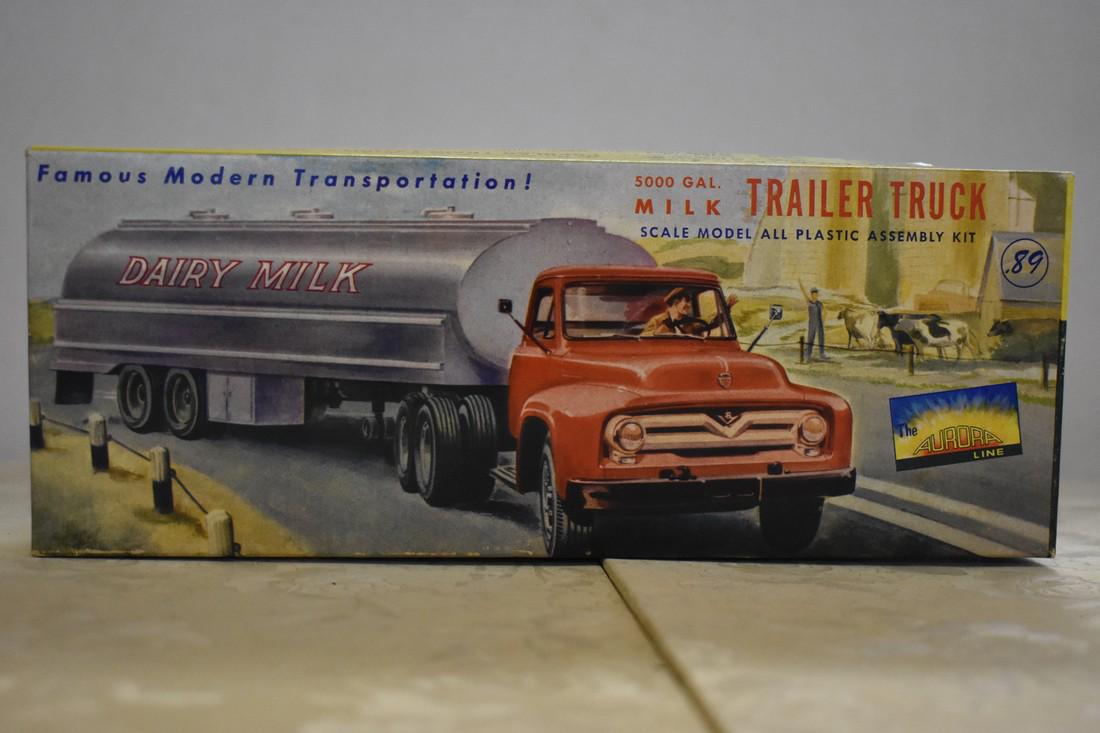 Famous Modern Transportation!
5000 GAL.
MILK TRAILER TRUCK
SCALE MODEL ALL PLASTIC ASSEMBLY KIT
.89
DAIRY MILK
8
The
AURORA
LINE